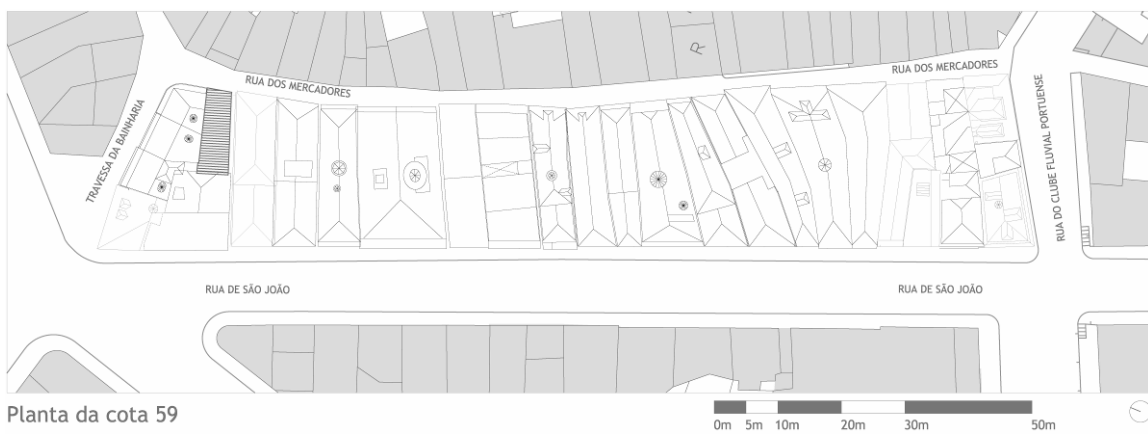 R
RUA DOS MERCADORES
RUA DOS MERCADORES
TRAVESSA DA BAINHARIA
RUA DO CLUBE FLUVIAL PORTUENSE
RUA DE SÃO JOÃO
RUA DE SÃO JOÃO
Planta da cota 59
0m 5m 10m 20m 30m 50m